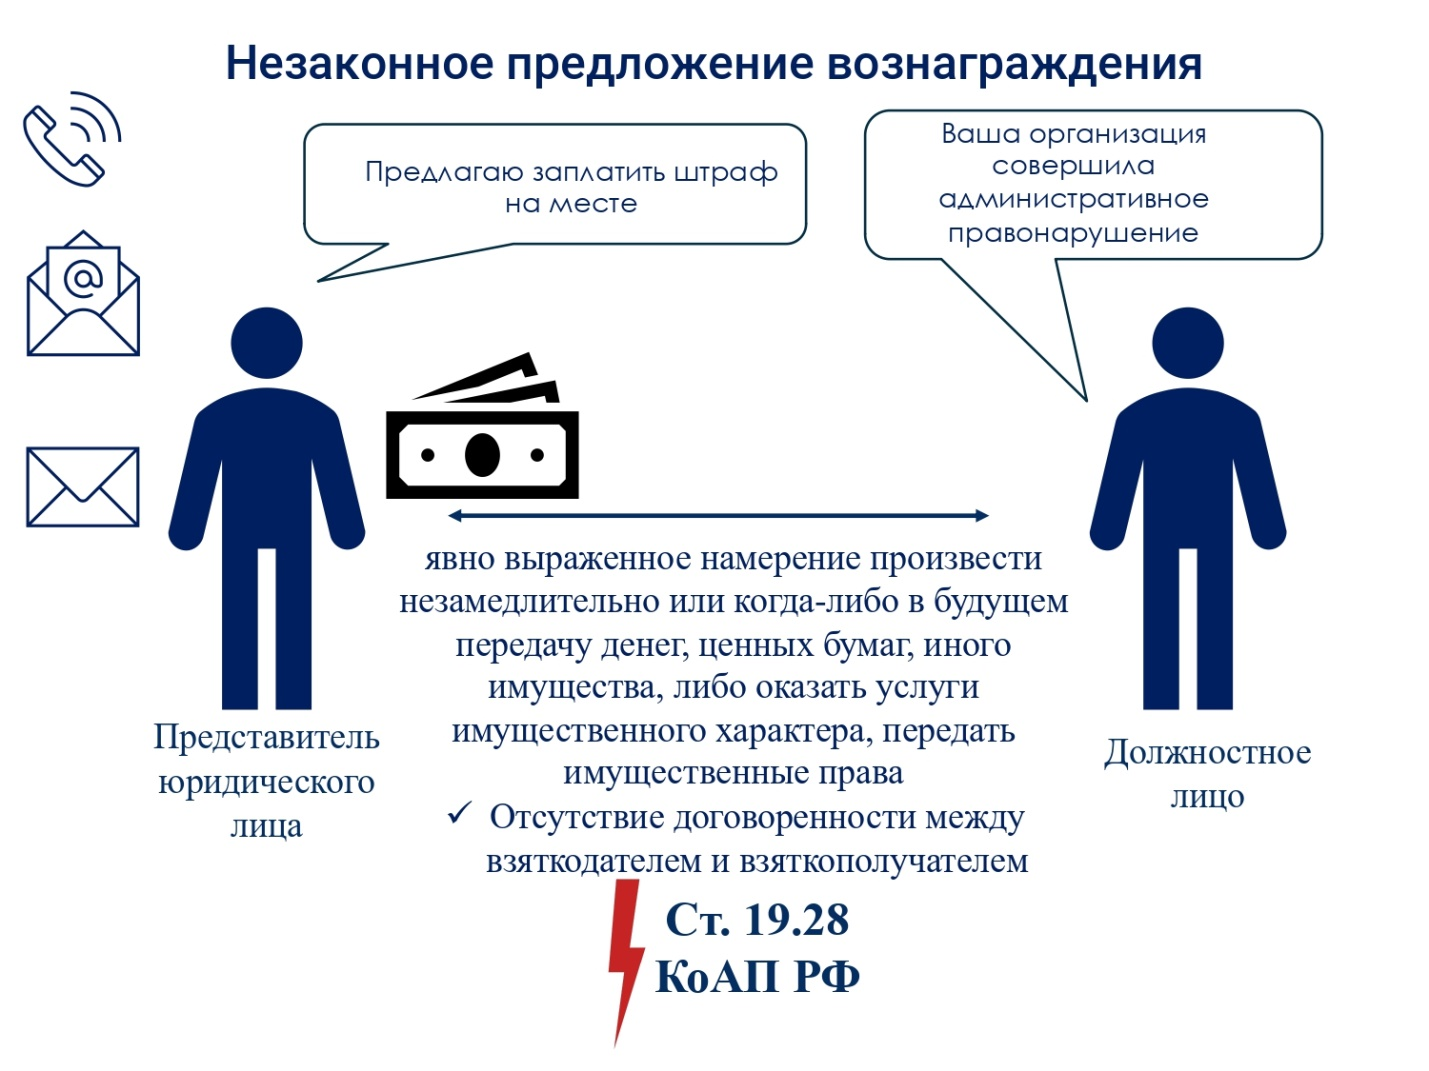 Незаконное предложение вознаграждения
Предлагаю заплатить штраф
на месте
Ваша организация
совершила
административное
правонарушение
@
явно выраженное намерение произвести
незамедлительно или когда-либо в будущем
передачу денег, ценных бумаг, иного
имущества, либо оказать услуги
имущественного характера, передать
имущественные права
✓ Отсутствие договоренности между
взяткодателем и взяткополучателем
Представитель
юридического
лица
Должностное
лицо
Ст. 19.28
КоАП РФ